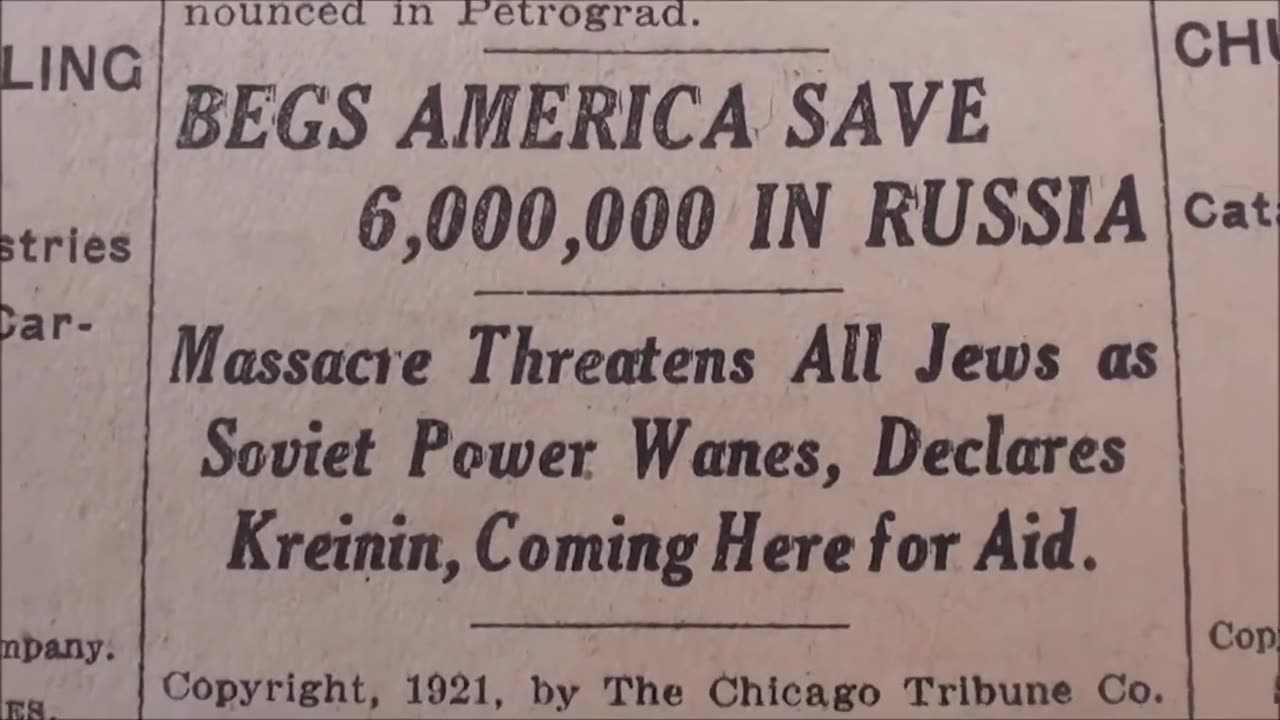 nounced in Petrograd.
BEGS AMERICA SAVE
6,000,000 IN RUSSIA
Massacre Threatens All Jews as
Soviet Power Wanes, Declares
Kreinin, Coming Here for Aid.
Copyright, 1921, by The Chicago Tribune Co.
LING
stries
Car-
mpany.
ES.
CHU
Cat
Cop